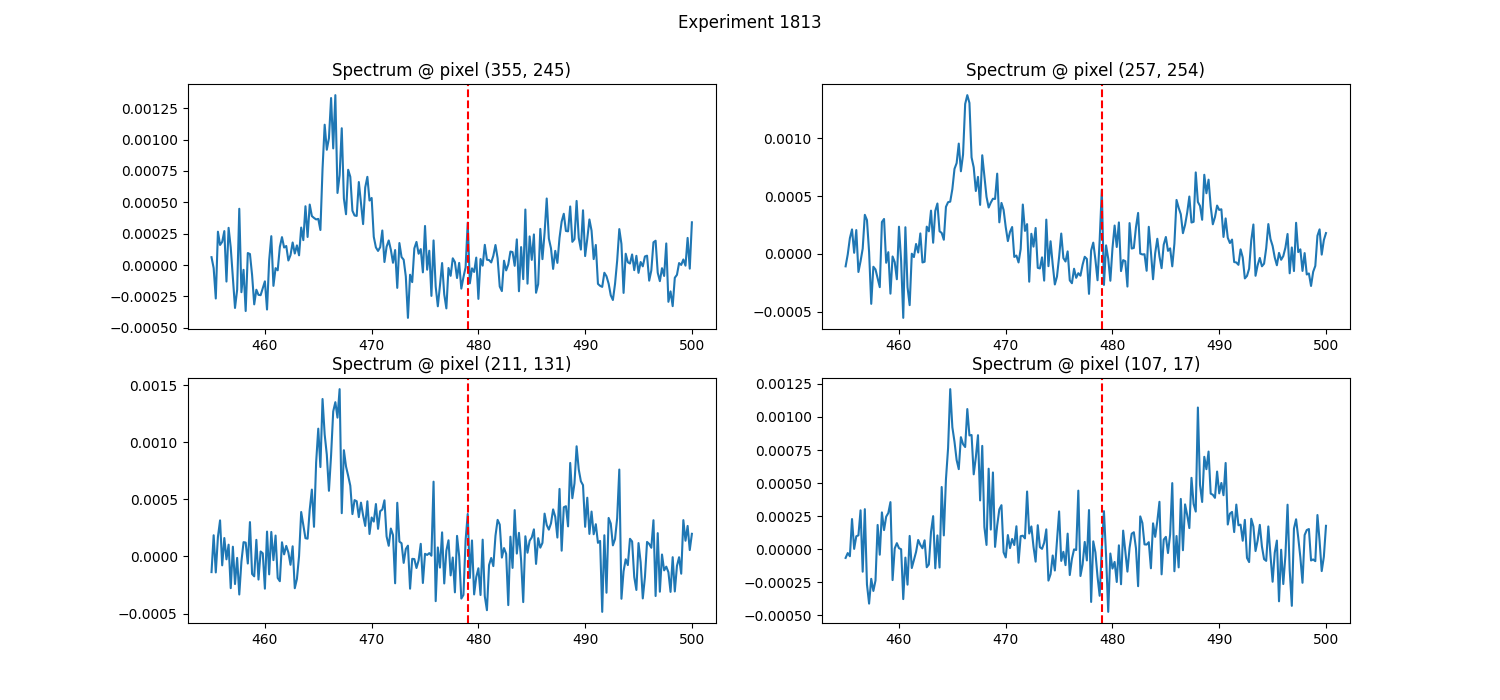 Experiment 1813
Spectrum @ pixel (355, 245)
0.00125
0.00100
0.00075
0.00050
0.00025
0.00000
−0.00025
−0.00050
460 470 480 490 500
Spectrum @ pixel (257, 254)
0.0010
0.0005
0.0000
−0.0005
460 470 480 490 500
Spectrum @ pixel (211, 131)
0.0015
0.0010
0.0005
0.0000
−0.0005
460 470 480 490 500
Spectrum @ pixel (107, 17)
0.00125
0.00100
0.00075
0.00050
0.00025
0.00000
−0.00025
−0.00050
460 470 480 490 500